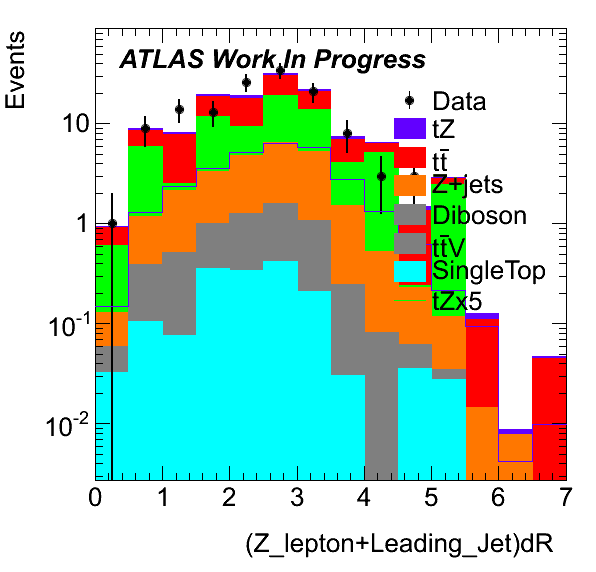 Events
ATLAS Work In Progress
Data
tZ
tt̄
Z+jets
Diboson
tt̄V
SingleTop
tZx5
10
1
10⁻¹
10⁻²
0 1 2 3 4 5 6 7
(Z_lepton+Leading_Jet)dR